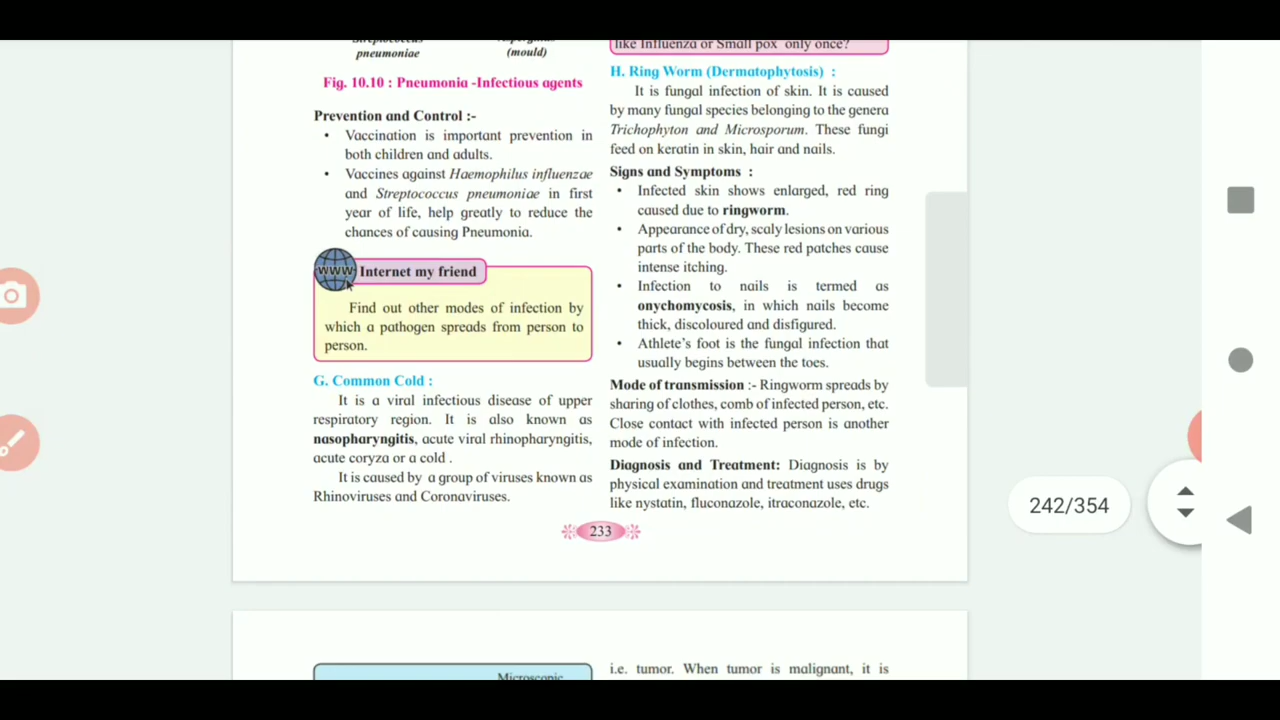 Streptococcus
pneumoniae
Aspergillus
(mould)
Fig. 10.10 : Pneumonia -Infectious agents
Prevention and Control :-
• Vaccination is important prevention in
both children and adults.
• Vaccines against Haemophilus influenzae
and Streptococcus pneumoniae in first
year of life, help greatly to reduce the
chances of causing Pneumonia.
www Internet my friend
Find out other modes of infection by
which a pathogen spreads from person to
person.
G. Common Cold :
It is a viral infectious disease of upper
respiratory region. It is also known as
nasopharyngitis, acute viral rhinopharyngitis,
acute coryza or a cold .
It is caused by a group of viruses known as
Rhinoviruses and Coronaviruses.
like Influenza or Small pox only once?
H. Ring Worm (Dermatophytosis) :
It is fungal infection of skin. It is caused
by many fungal species belonging to the genera
Trichophyton and Microsporum. These fungi
feed on keratin in skin, hair and nails.
Signs and Symptoms :
• Infected skin shows enlarged, red ring
caused due to ringworm.
• Appearance of dry, scaly lesions on various
parts of the body. These red patches cause
intense itching.
• Infection to nails is termed as
onychomycosis, in which nails become
thick, discoloured and disfigured.
• Athlete's foot is the fungal infection that
usually begins between the toes.
Mode of transmission :- Ringworm spreads by
sharing of clothes, comb of infected person, etc.
Close contact with infected person is another
mode of infection.
Diagnosis and Treatment: Diagnosis is by
physical examination and treatment uses drugs
like nystatin, fluconazole, itraconazole, etc.
233
242/354
Microscopic
i.e. tumor. When tumor is malignant, it is